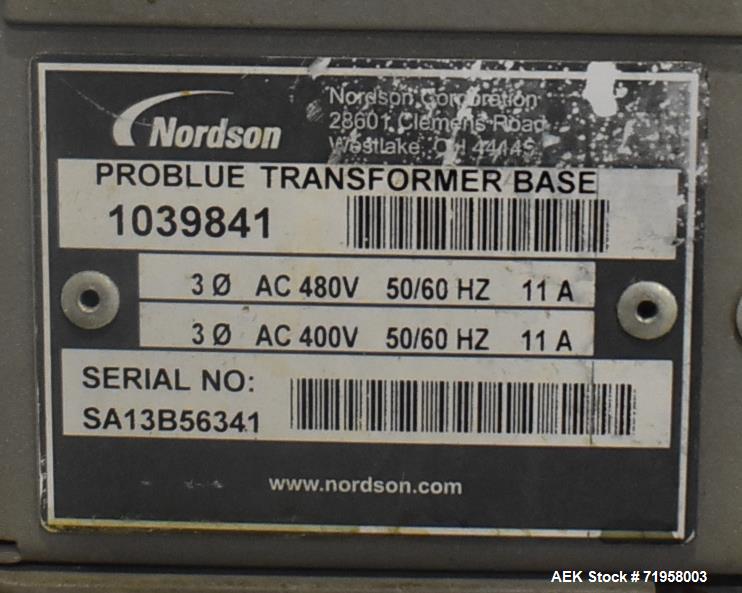 Nordson
Nordson Corporation
28601 Clemens Road
Westlake, OH 44145
PROBLUE TRANSFORMER BASE
1039841
3 Ø AC 480V 50/60 HZ 11 A
3 Ø AC 400V 50/60 HZ 11 A
SERIAL NO:
SA13B56341
www.nordson.com
AEK Stock # 71958003